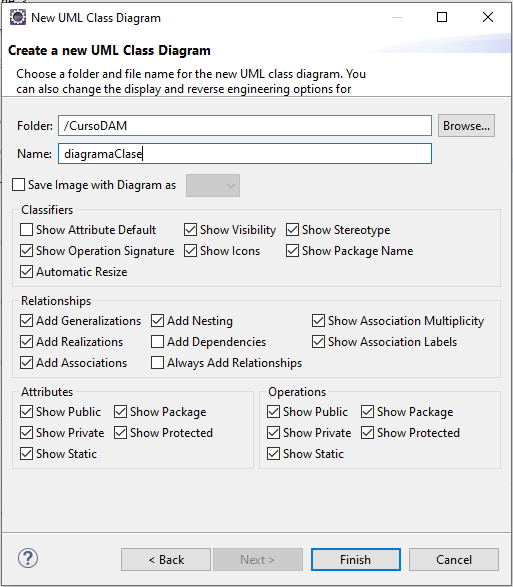 New UML Class Diagram
Create a new UML Class Diagram
Choose a folder and file name for the new UML class diagram. You
can also change the display and reverse engineering options for
Folder: /CursoDAM Browse...
Name: diagramaClase
Save Image with Diagram as
Classifiers
Show Attribute Default Show Visibility Show Stereotype
Show Operation Signature Show Icons Show Package Name
Automatic Resize
Relationships
Add Generalizations Add Nesting Show Association Multiplicity
Add Realizations Add Dependencies Show Association Labels
Add Associations Always Add Relationships
Attributes Operations
Show Public Show Package Show Public Show Package
Show Private Show Protected Show Private Show Protected
Show Static Show Static
? < Back Next > Finish Cancel